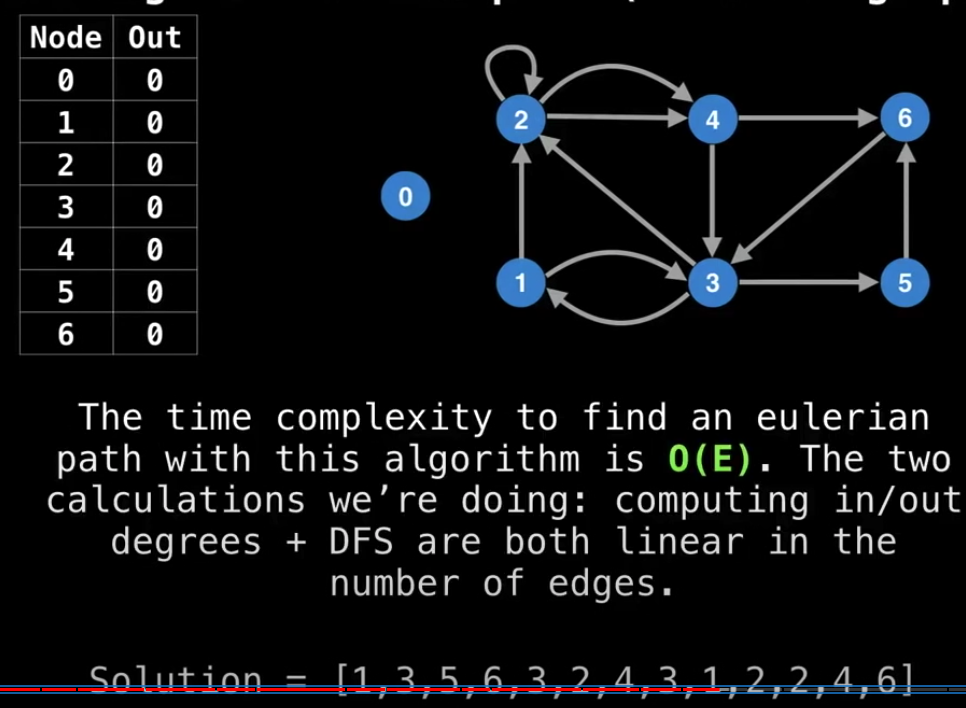 Node Out
0 0
1 0
2 0
3 0
4 0
5 0
6 0
2 4 6
0
1 3 5
The time complexity to find an eulerian
path with this algorithm is O(E). The two
calculations we’re doing: computing in/out
degrees + DFS are both linear in the
number of edges.
Solution = [1,3,5,6,3,2,4,3,1,2,2,4,6]